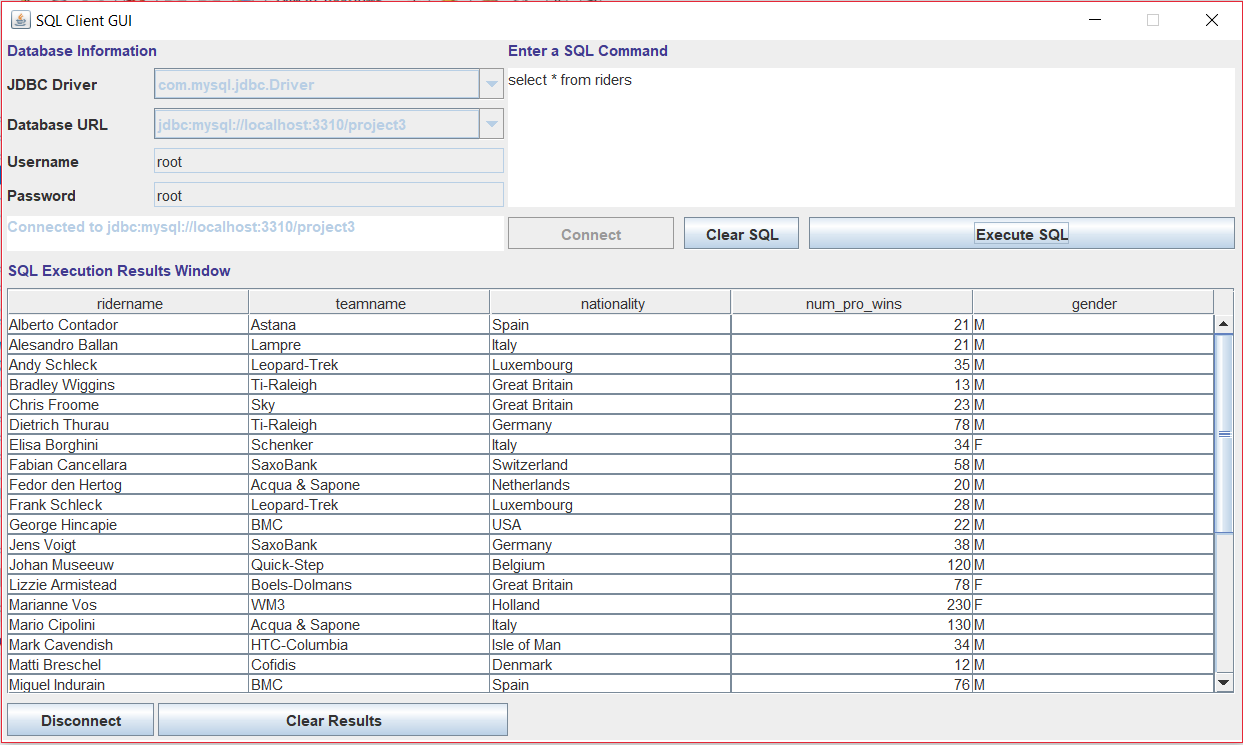 SQL Client GUI
Database Information
Enter a SQL Command
JDBC Driver
com.mysql.jdbc.Driver
select * from riders
Database URL
jdbc:mysql://localhost:3310/project3
Username
root
Password
root
Connected to jdbc:mysql://localhost:3310/project3
Connect
Clear SQL
Execute SQL
SQL Execution Results Window
ridername teamname nationality num_pro_wins gender
Alberto Contador Astana Spain 21 M
Alesandro Ballan Lampre Italy 21 M
Andy Schleck Leopard-Trek Luxembourg 35 M
Bradley Wiggins Ti-Raleigh Great Britain 13 M
Chris Froome Sky Great Britain 23 M
Dietrich Thurau Ti-Raleigh Germany 78 M
Elisa Borghini Schenker Italy 34 F
Fabian Cancellara SaxoBank Switzerland 58 M
Fedor den Hertog Acqua & Sapone Netherlands 20 M
Frank Schleck Leopard-Trek Luxembourg 28 M
George Hincapie BMC USA 22 M
Jens Voigt SaxoBank Germany 38 M
Johan Museeuw Quick-Step Belgium 120 M
Lizzie Armistead Boels-Dolmans Great Britain 78 F
Marianne Vos WM3 Holland 230 F
Mario Cipolini Acqua & Sapone Italy 130 M
Mark Cavendish HTC-Columbia Isle of Man 34 M
Matti Breschel Cofidis Denmark 12 M
Miguel Indurain BMC Spain 76 M
Disconnect
Clear Results